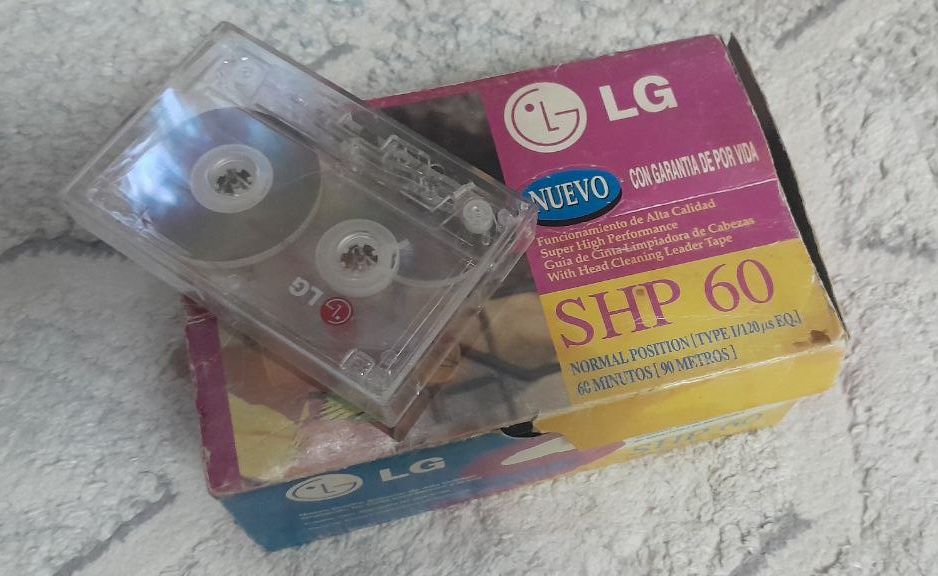 LG
NUEVO
CON GARANTIA DE POR VIDA
Funcionamiento de Alta Calidad
Super High Performance
Guia de Cinta Limpiadora de Cabezas
With Head Cleaning Leader Tape
SHP 60
NORMAL POSITION [TYPE I/120 µs EQ.]
60 MINUTOS [90 METROS]
LG
LG
SHP 60